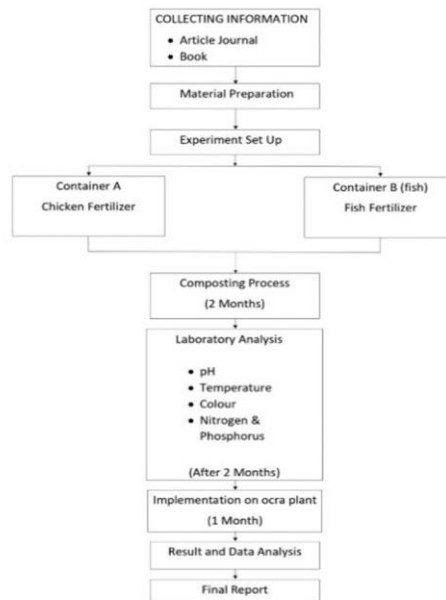 COLLECTING INFORMATION
• Article Journal
• Book
Material Preparation
Experiment Set Up
Container A
Chicken Fertilizer
Container B (fish)
Fish Fertilizer
Composting Process
(2 Months)
Laboratory Analysis
• pH
• Temperature
• Colour
• Nitrogen &
Phosphorus
(After 2 Months)
Implementation on ocra plant
(1 Month)
Result and Data Analysis
Final Report